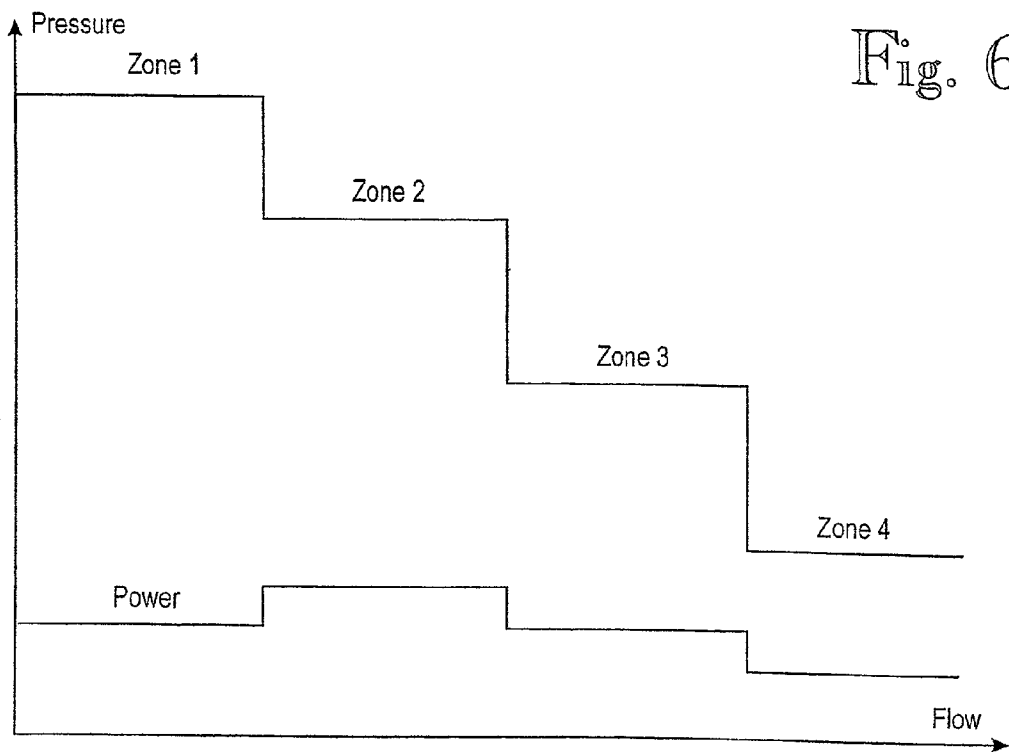 Pressure
Fig. 6
Zone 1
Zone 2
Zone 3
Zone 4
Power
Flow